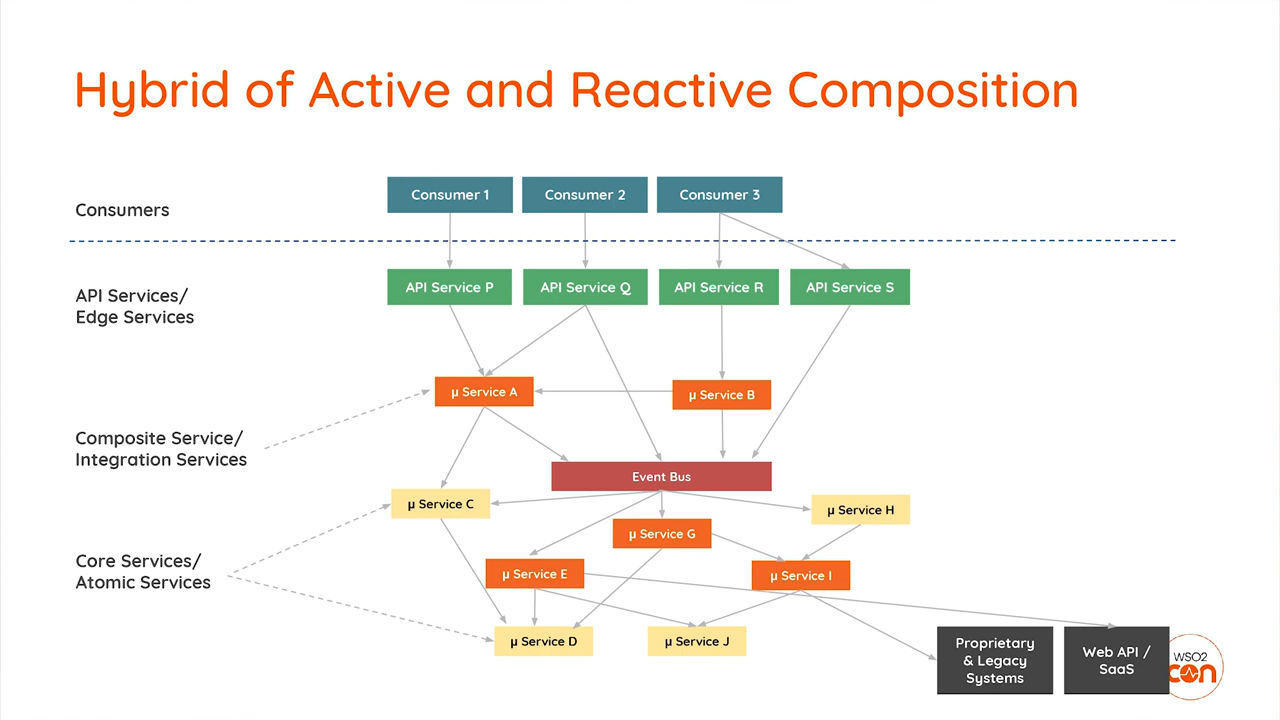 Hybrid of Active and Reactive Composition
Consumers
Consumer 1
Consumer 2
Consumer 3
API Services/
Edge Services
API Service P
API Service Q
API Service R
API Service S
µ Service A
µ Service B
Composite Service/
Integration Services
Event Bus
µ Service C
µ Service H
µ Service G
Core Services/
Atomic Services
µ Service E
µ Service I
µ Service D
µ Service J
Proprietary
& Legacy
Systems
Web API /
SaaS
WSO2
con